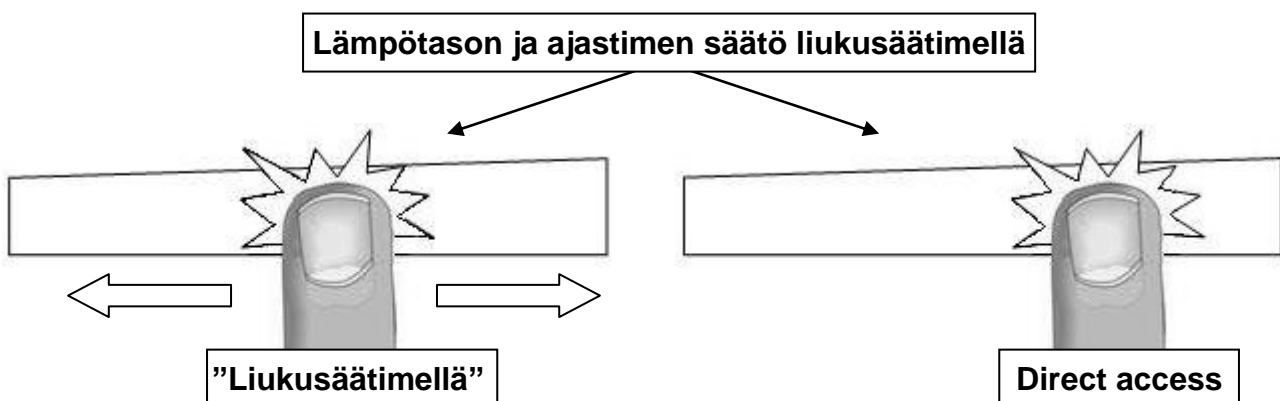 Lämpötason ja ajastimen säätö liukusäätimellä
”Liukusäätimellä”
Direct access